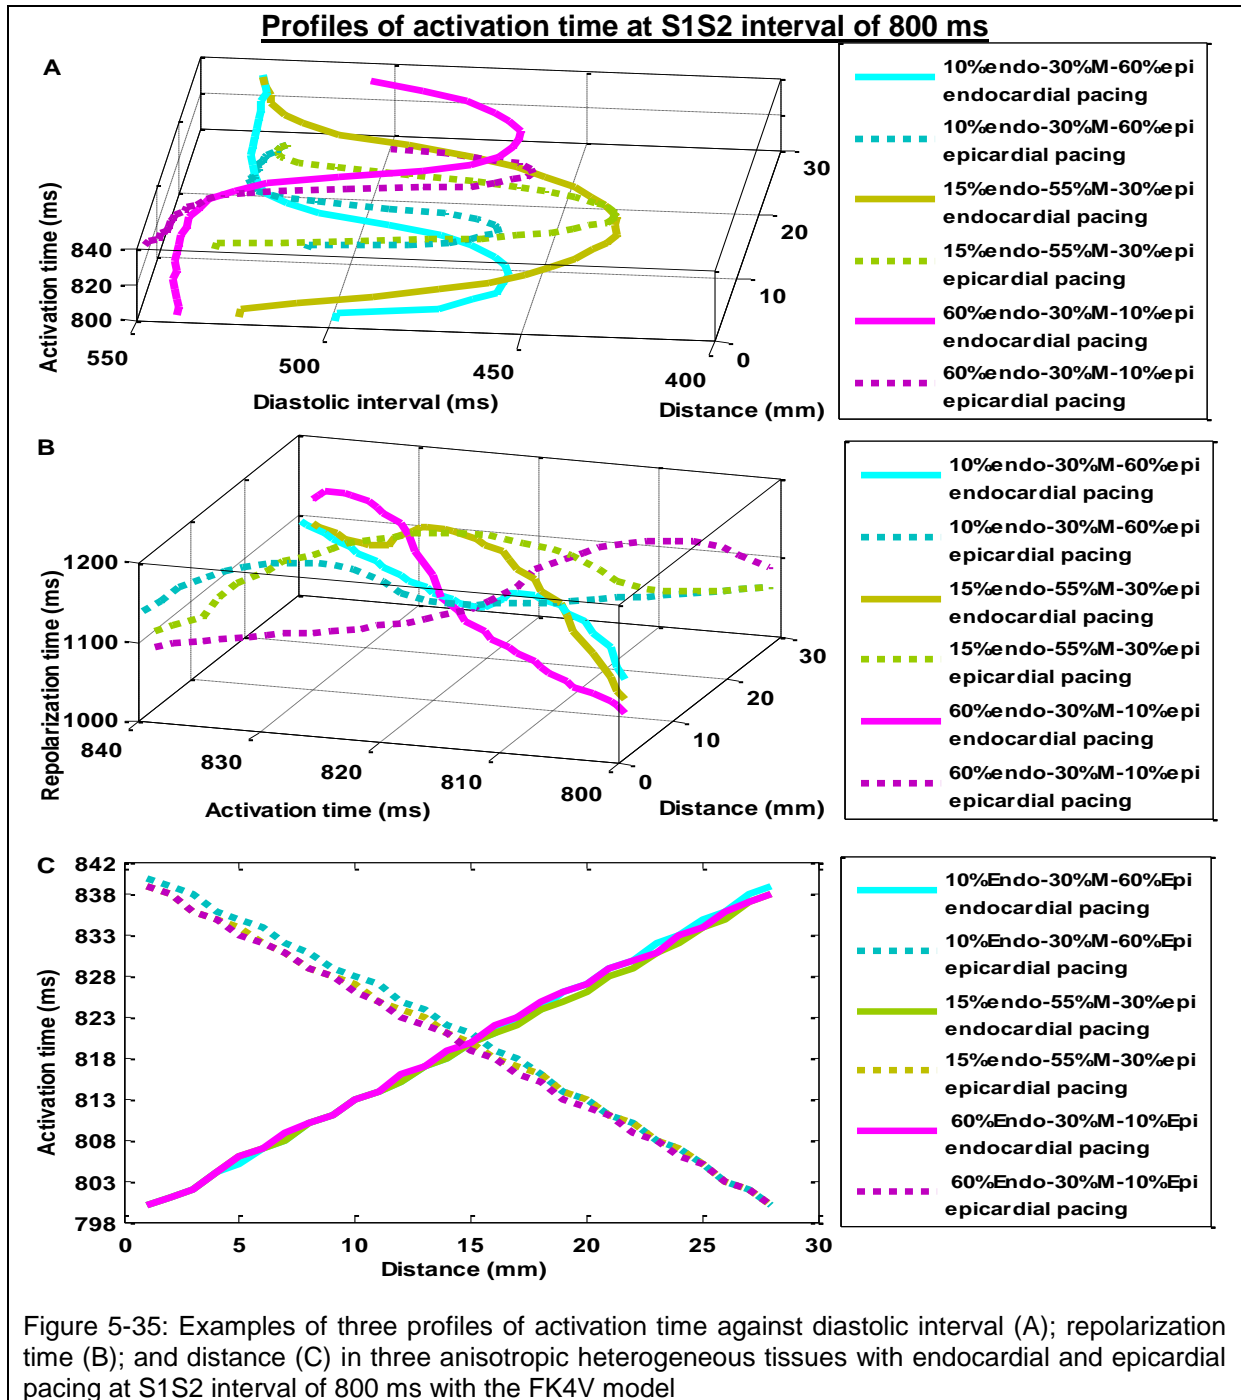 Profiles of activation time at S1S2 interval of 800 ms
A
Activation time (ms)
840
820
800
550
500
450
400
Diastolic interval (ms)
0
10
20
30
Distance (mm)
10%endo-30%M-60%epi
endocardial pacing
10%endo-30%M-60%epi
epicardial pacing
15%endo-55%M-30%epi
endocardial pacing
15%endo-55%M-30%epi
epicardial pacing
60%endo-30%M-10%epi
endocardial pacing
60%endo-30%M-10%epi
epicardial pacing
B
Repolarization time (ms)
1200
1100
1000
840
830
820
810
800
Activation time (ms)
0
10
20
30
Distance (mm)
10%endo-30%M-60%epi
endocardial pacing
10%endo-30%M-60%epi
epicardial pacing
15%endo-55%M-30%epi
endocardial pacing
15%endo-55%M-30%epi
epicardial pacing
60%endo-30%M-10%epi
endocardial pacing
60%endo-30%M-10%epi
epicardial pacing
C
Activation time (ms)
842
838
833
828
823
818
813
808
803
798
0
5
10
15
20
25
30
Distance (mm)
10%Endo-30%M-60%Epi
endocardial pacing
10%Endo-30%M-60%Epi
epicardial pacing
15%endo-55%M-30%epi
endocardial pacing
15%endo-55%M-30%epi
epicardial pacing
60%Endo-30%M-10%Epi
endocardial pacing
60%Endo-30%M-10%Epi
epicardial pacing
Figure 5-35: Examples of three profiles of activation time against diastolic interval (A); repolarization
time (B); and distance (C) in three anisotropic heterogeneous tissues with endocardial and epicardial
pacing at S1S2 interval of 800 ms with the FK4V model